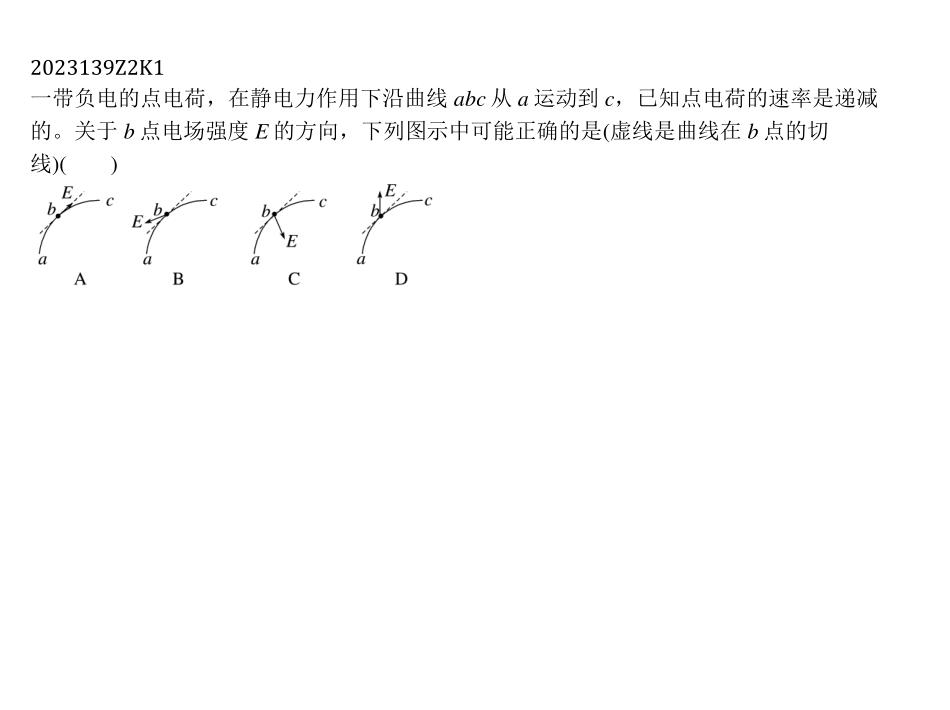 2023139Z2K1
一带负电的点电荷，在静电力作用下沿曲线 abc 从 a 运动到 c，已知点电荷的速率是递减
的。关于 b 点电场强度 E 的方向，下列图示中可能正确的是(虚线是曲线在 b 点的切
线)(　　)
E b c a
E b c a
b c E a
E b c a
A B C D